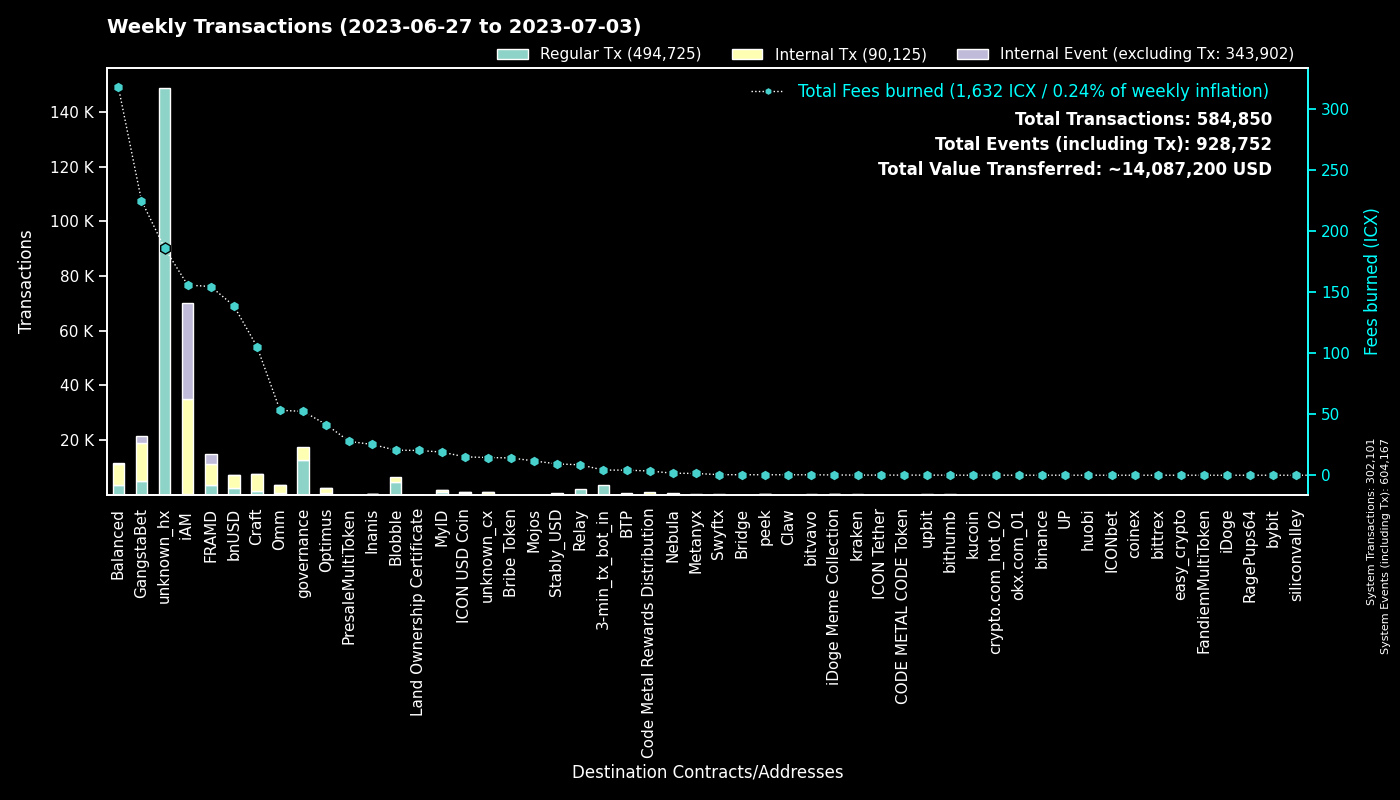 Weekly Transactions (2023-06-27 to 2023-07-03)
Regular Tx (494,725)
Internal Tx (90,125)
Internal Event (excluding Tx: 343,902)
Total Fees burned (1,632 ICX / 0.24% of weekly inflation)
Total Transactions: 584,850
Total Events (including Tx): 928,752
Total Value Transferred: ~14,087,200 USD
Transactions
140 K
120 K
100 K
80 K
60 K
40 K
20 K
300
250
200
150
100
50
0
Fees burned (ICX)
System Transactions: 302,101
System Events (including Tx): 604,167
Balanced
GangstaBet
unknown_hx
iAM
FRAMD
bnUSD
Craft
Omm
governance
Optimus
PresaleMultiToken
Inanis
Blobble
Land Ownership Certificate
MyID
ICON USD Coin
unknown_cx
Bribe Token
Mojos
Stably_USD
Relay
3-min_tx_bot_in
BTP
Code Metal Rewards Distribution
Nebula
Metanyx
Swyftx
Bridge
peek
Claw
bitvavo
iDoge Meme Collection
kraken
ICON Tether
CODE METAL CODE Token
upbit
bithumb
kucoin
crypto.com_hot_02
okx.com_01
binance
UP
huobi
ICONbet
coinex
bittrex
easy_crypto
FandiemMultiToken
iDoge
RagePups64
bybit
siliconvalley
Destination Contracts/Addresses